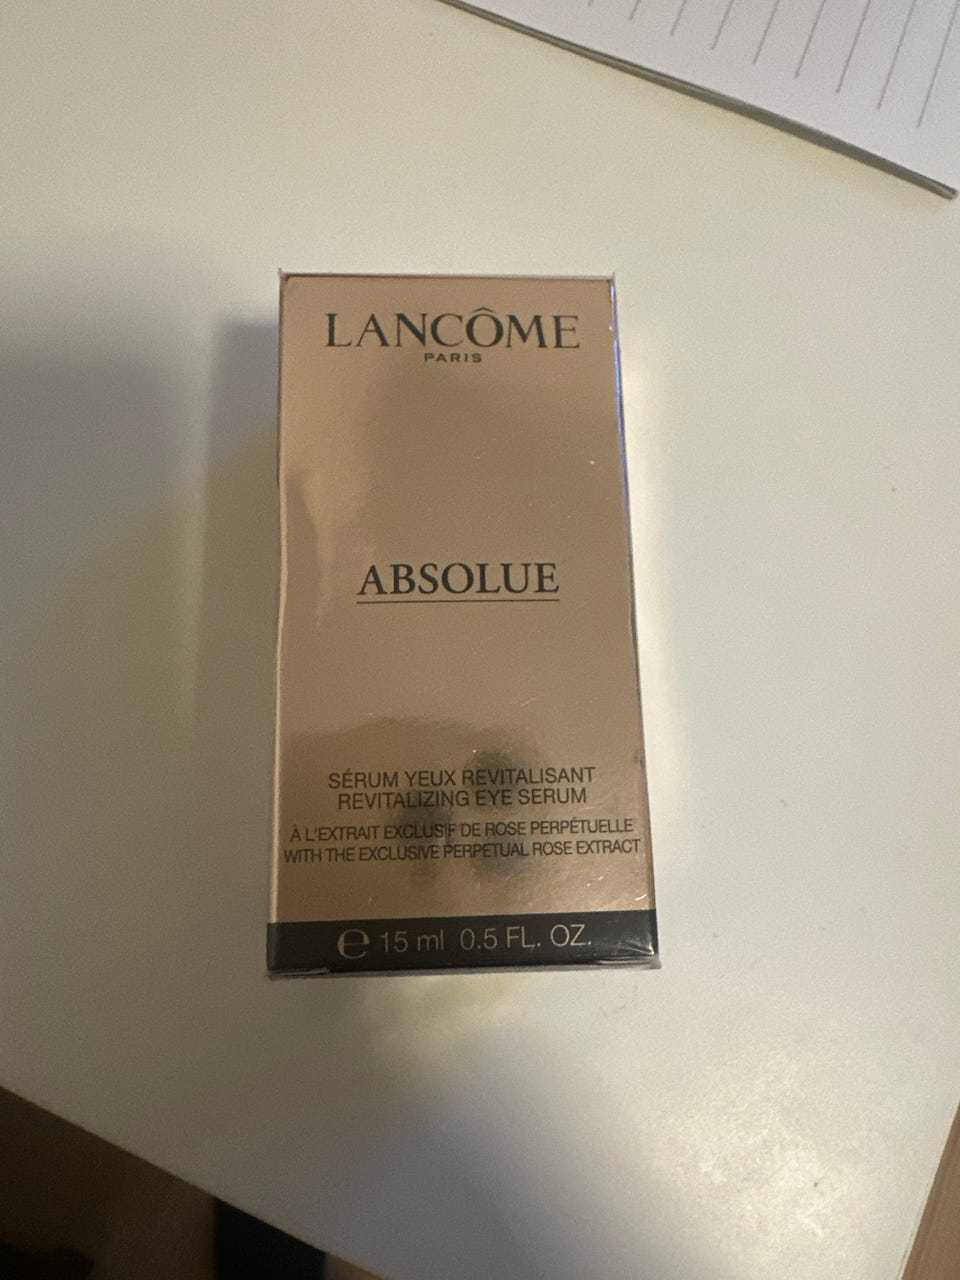 LANCÔME
PARIS
ABSOLUE
SÉRUM YEUX REVITALISANT
REVITALIZING EYE SERUM
À L'EXTRAIT EXCLUSIF DE ROSE PERPÉTUELLE
WITH THE EXCLUSIVE PERPETUAL ROSE EXTRACT
℮ 15 ml 0.5 FL. OZ.